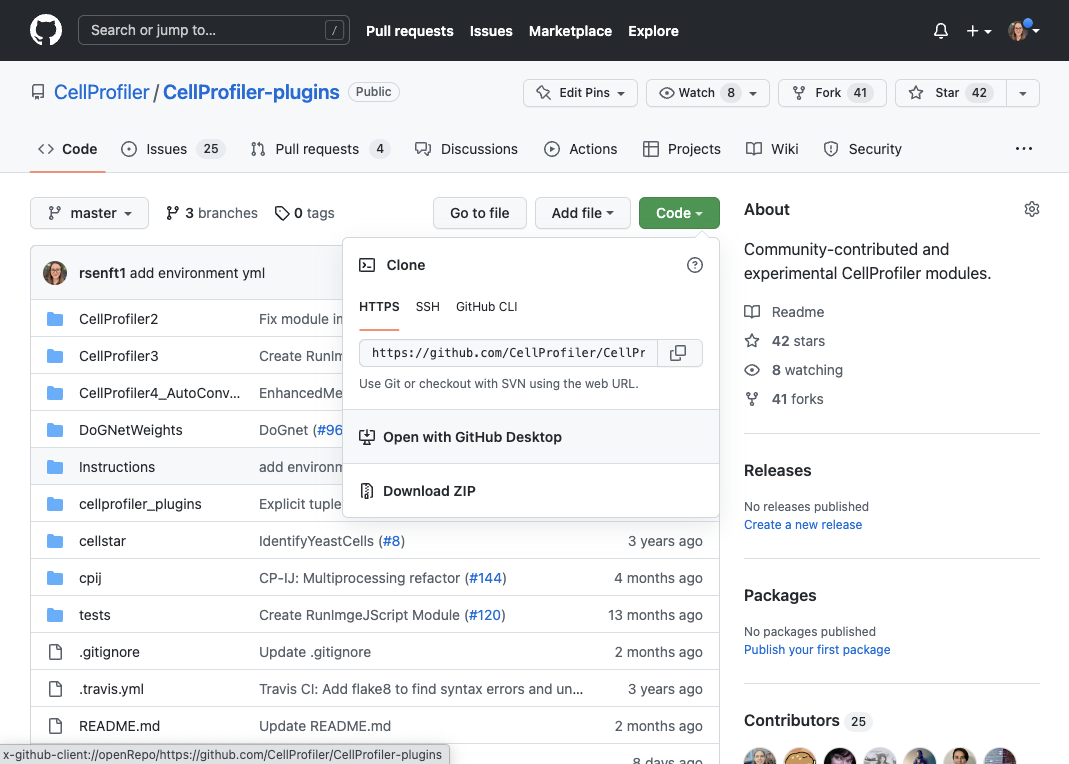 Search or jump to... / Pull requests Issues Marketplace Explore
CellProfiler / CellProfiler-plugins Public Edit Pins Watch 8 Fork 41 Star 42
Code Issues 25 Pull requests 4 Discussions Actions Projects Wiki Security ...
master 3 branches 0 tags Go to file Add file Code
rsenft1 add environment yml
CellProfiler2 Fix module in
CellProfiler3 Create RunIm
CellProfiler4_AutoConv... EnhancedMe
DoGNetWeights DoGnet (#96
Instructions add environm
cellprofiler_plugins Explicit tuple
cellstar IdentifyYeastCells (#8) 3 years ago
cpij CP-IJ: Multiprocessing refactor (#144) 4 months ago
tests Create RunImgeJScript Module (#120) 13 months ago
.gitignore Update .gitignore 2 months ago
.travis.yml Travis CI: Add flake8 to find syntax errors and un... 3 years ago
README.md Update README.md 2 months ago
8 days ago
Clone
HTTPS SSH GitHub CLI
https://github.com/CellProfiler/CellPr
Use Git or checkout with SVN using the web URL.
Open with GitHub Desktop
Download ZIP
About
Community-contributed and
experimental CellProfiler modules.
Readme
42 stars
8 watching
41 forks
Releases
No releases published
Create a new release
Packages
No packages published
Publish your first package
Contributors 25
x-github-client://openRepo/https://github.com/CellProfiler/CellProfiler-plugins